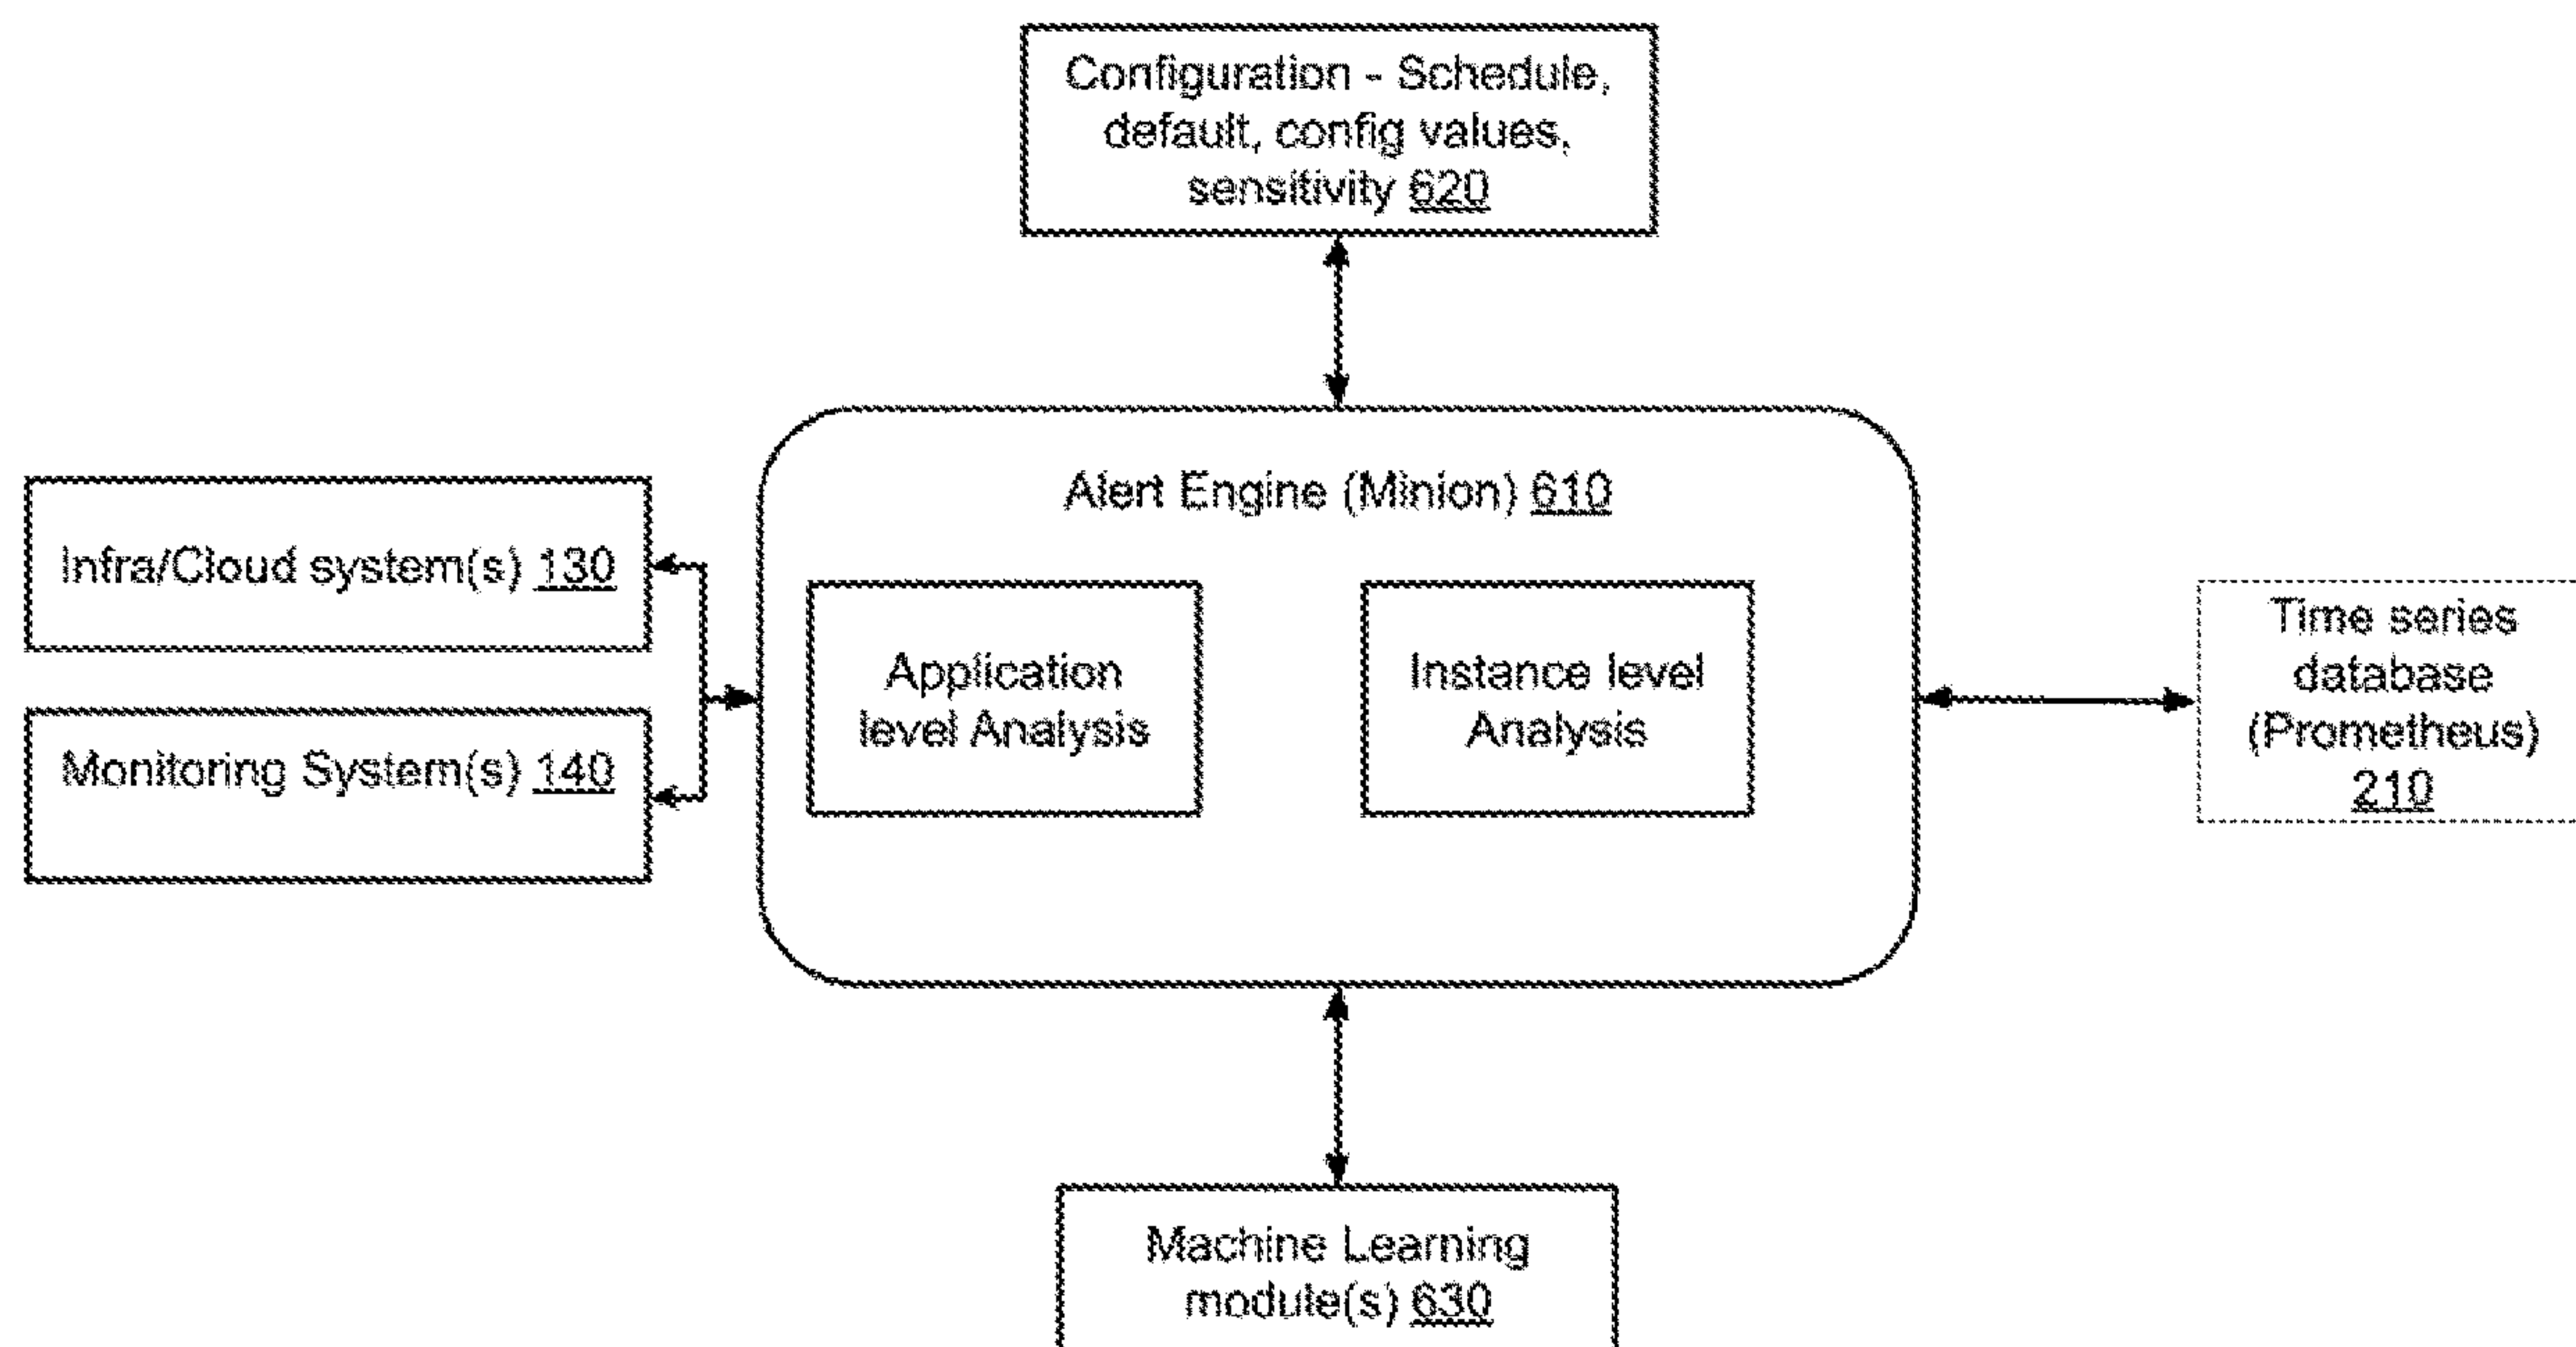 Configuration - Schedule,
default, config values,
sensitivity 620
Alert Engine (Minion) 610
Infra/Cloud system(s) 130
Monitoring System(s) 140
Application
level Analysis
Instance level
Analysis
Time series
database
(Prometheus)
210
Machine Learning
module(s) 630